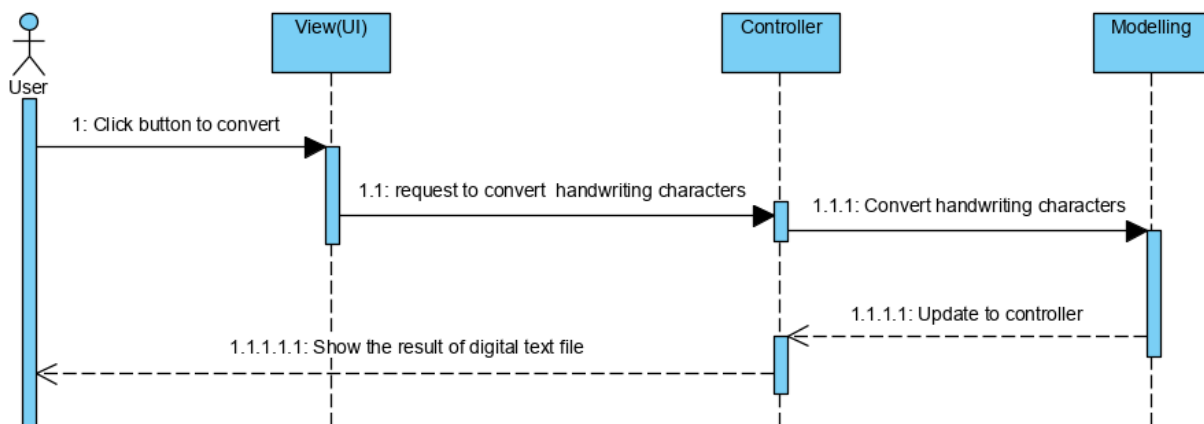 View(UI)
Controller
Modelling
User
1: Click button to convert
1.1: request to convert handwriting characters
1.1.1: Convert handwriting characters
1.1.1.1: Update to controller
1.1.1.1.1: Show the result of digital text file